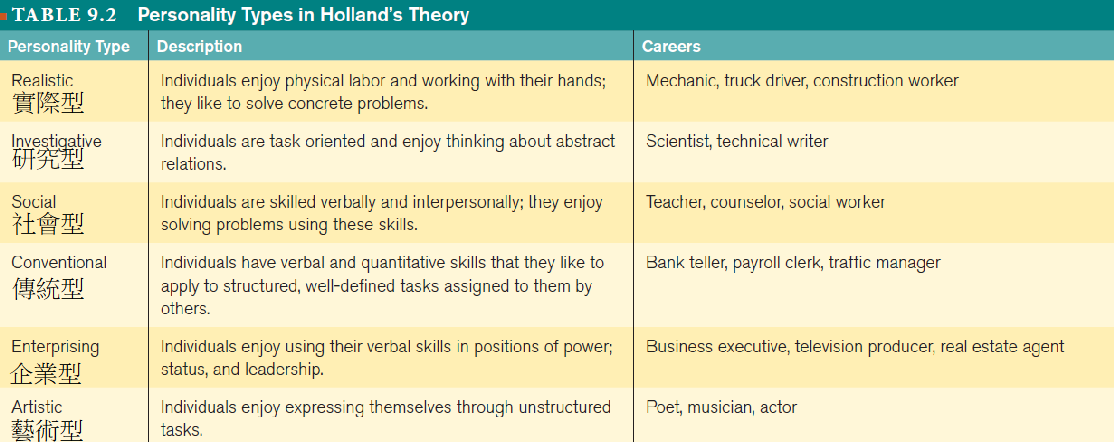 TABLE 9.2 Personality Types in Holland's Theory
Personality Type Description Careers
Realistic
實際型
Individuals enjoy physical labor and working with their hands;
they like to solve concrete problems.
Mechanic, truck driver, construction worker
Investigative
研究型
Individuals are task oriented and enjoy thinking about abstract
relations.
Scientist, technical writer
Social
社會型
Individuals are skilled verbally and interpersonally; they enjoy
solving problems using these skills.
Teacher, counselor, social worker
Conventional
傳統型
Individuals have verbal and quantitative skills that they like to
apply to structured, well-defined tasks assigned to them by
others.
Bank teller, payroll clerk, traffic manager
Enterprising
企業型
Individuals enjoy using their verbal skills in positions of power;
status, and leadership.
Business executive, television producer, real estate agent
Artistic
藝術型
Individuals enjoy expressing themselves through unstructured
tasks.
Poet, musician, actor